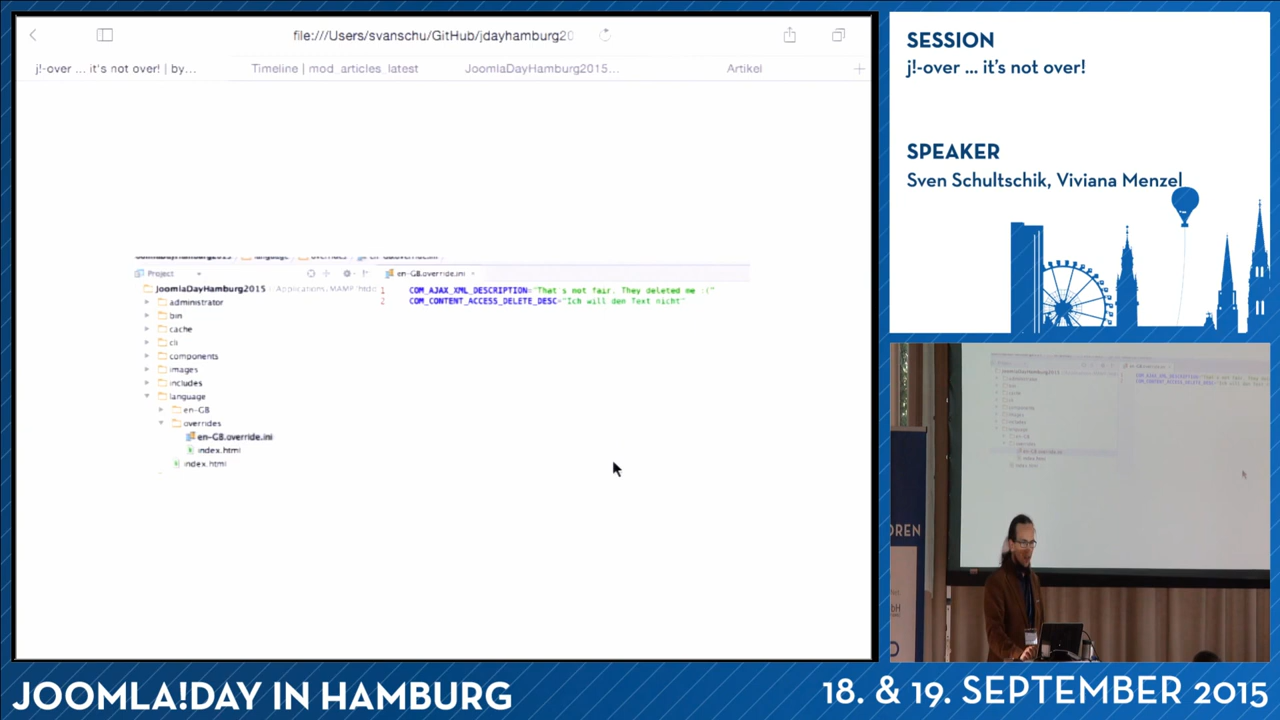 file:///Users/svanschu/GitHub/jdayhamburg20
j!-over ... it's not over! | by...
Timeline | mod_articles_latest
JoomlaDayHamburg2015...
Artikel
Project
en-GB.override.ini
JoomlaDayHamburg2015
administrator
bin
cache
cli
components
images
includes
language
en-GB
overrides
en-GB.override.ini
index.html
index.html
1 COM_AJAX_XML_DESCRIPTION="That s not fair. They deleted me :("
2 COM_CONTENT_ACCESS_DELETE_DESC="Ich will den Text nicht"
SESSION
j!-over ... it's not over!
SPEAKER
Sven Schultschik, Viviana Menzel
OREN
JOOMLA!DAY IN HAMBURG
18. & 19. SEPTEMBER 2015